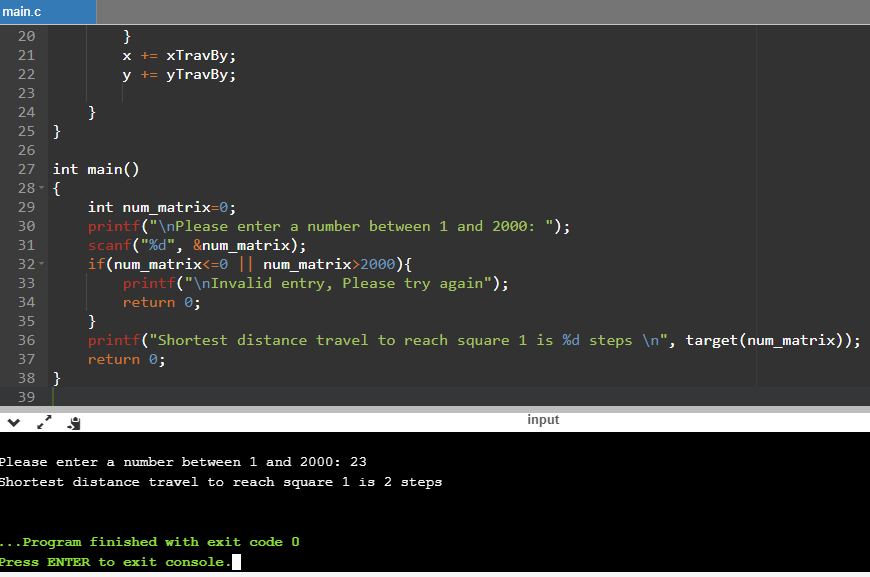 main.c
20 }
21 x += xTravBy;
22 y += yTravBy;
23
24 }
25 }
26
27 int main()
28 {
29 int num_matrix=0;
30 printf("\nPlease enter a number between 1 and 2000: ");
31 scanf("%d", &num_matrix);
32 if(num_matrix<=0 || num_matrix>2000){
33 printf("\nInvalid entry, Please try again");
34 return 0;
35 }
36 printf("Shortest distance travel to reach square 1 is %d steps \n", target(num_matrix));
37 return 0;
38 }
39
input
Please enter a number between 1 and 2000: 23
Shortest distance travel to reach square 1 is 2 steps
...Program finished with exit code 0
Press ENTER to exit console.